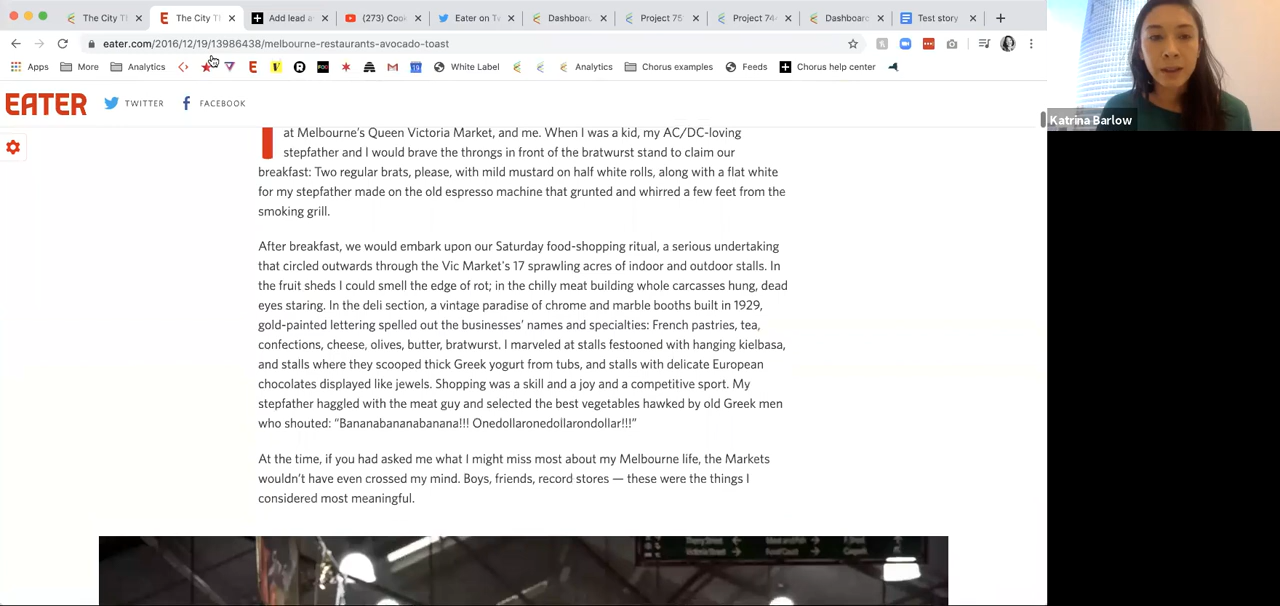 The City T
The City T
Add lead a
(273) Coo
Eater on T
Dashboar
Project 75
Project 74
Dashboar
Test story
eater.com/2016/12/19/13986438/melbourne-restaurants-avocado-toast
Apps
More
Analytics
White Label
Analytics
Chorus examples
Feeds
Chorus help center
EATER
TWITTER
FACEBOOK
Katrina Barlow
at Melbourne's Queen Victoria Market, and me. When I was a kid, my AC/DC-loving
stepfather and I would brave the throngs in front of the bratwurst stand to claim our
breakfast: Two regular brats, please, with mild mustard on half white rolls, along with a flat white
for my stepfather made on the old espresso machine that grunted and whirred a few feet from the
smoking grill.
After breakfast, we would embark upon our Saturday food-shopping ritual, a serious undertaking
that circled outwards through the Vic Market's 17 sprawling acres of indoor and outdoor stalls. In
the fruit sheds I could smell the edge of rot; in the chilly meat building whole carcasses hung, dead
eyes staring. In the deli section, a vintage paradise of chrome and marble booths built in 1929,
gold-painted lettering spelled out the businesses' names and specialties: French pastries, tea,
confections, cheese, olives, butter, bratwurst. I marveled at stalls festooned with hanging kielbasa,
and stalls where they scooped thick Greek yogurt from tubs, and stalls with delicate European
chocolates displayed like jewels. Shopping was a skill and a joy and a competitive sport. My
stepfather haggled with the meat guy and selected the best vegetables hawked by old Greek men
who shouted: “Bananabananabanana!!! Onedollaronedollarondollar!!!”
At the time, if you had asked me what I might miss most about my Melbourne life, the Markets
wouldn't have even crossed my mind. Boys, friends, record stores — these were the things I
considered most meaningful.